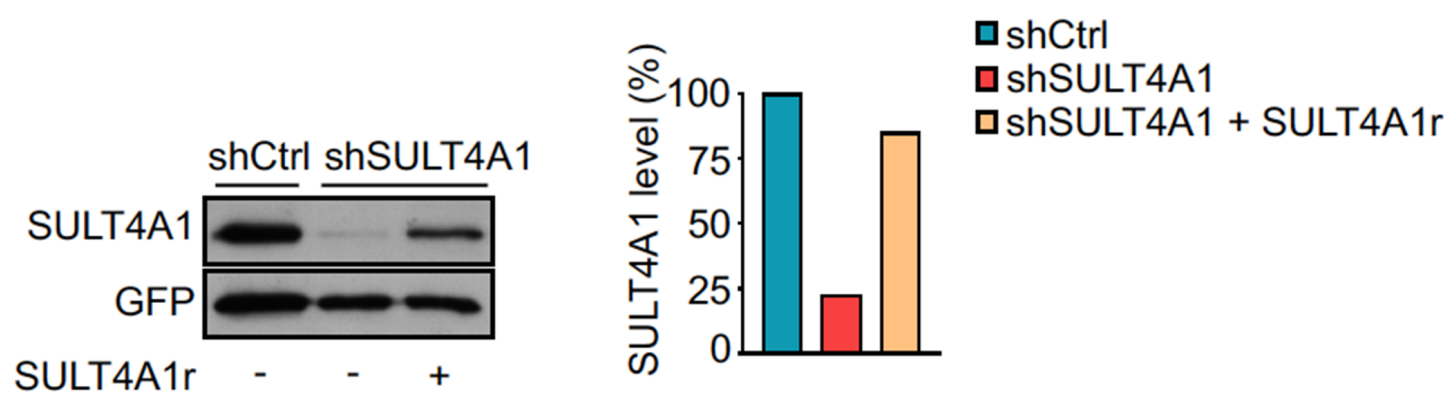 shCtrl shSULT4A1
SULT4A1
GFP
SULT4A1r - - +
SULT4A1 level (%)
100
75
50
25
0
shCtrl
shSULT4A1
shSULT4A1 + SULT4A1r